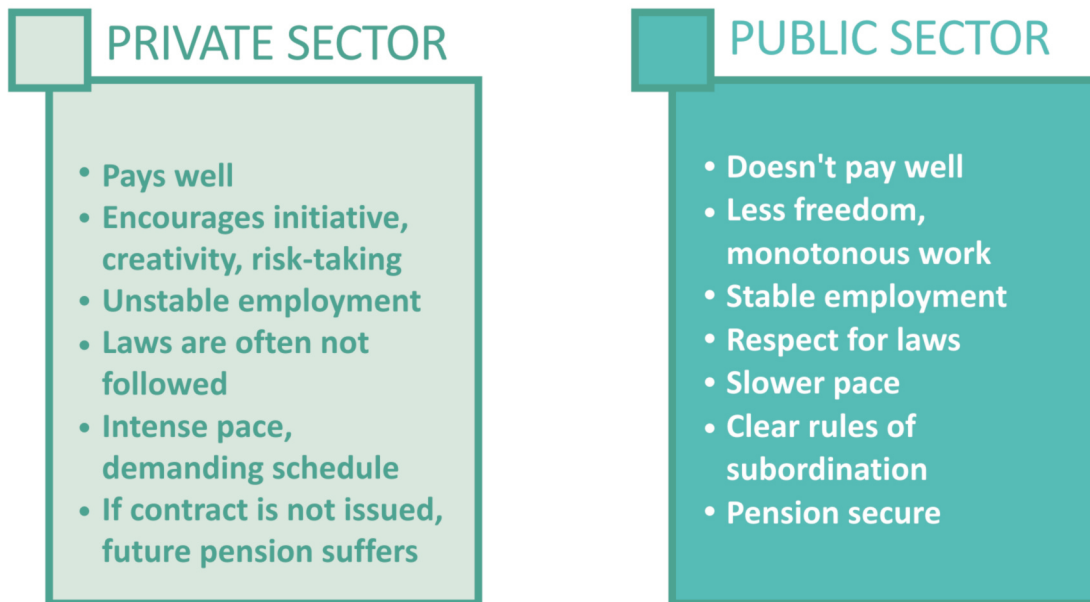 PRIVATE SECTOR
• Pays well
• Encourages initiative,
creativity, risk-taking
• Unstable employment
• Laws are often not
followed
• Intense pace,
demanding schedule
• If contract is not issued,
future pension suffers
PUBLIC SECTOR
• Doesn't pay well
• Less freedom,
monotonous work
• Stable employment
• Respect for laws
• Slower pace
• Clear rules of
subordination
• Pension secure